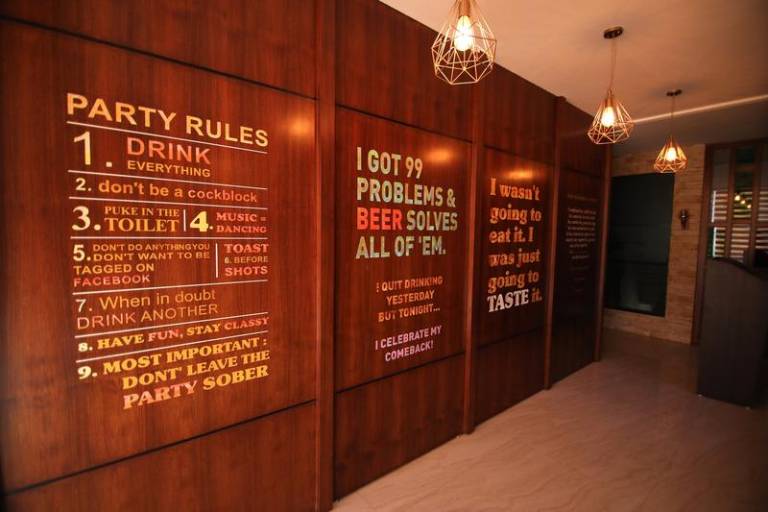 PARTY RULES
1. DRINK
EVERYTHING
2. don't be a cockblock
3. PUKE IN THE
TOILET
4. MUSIC =
DANCING
5. DON'T DO ANYTHING YOU
DON'T WANT TO BE
TAGGED ON
FACEBOOK
TOAST
6. BEFORE
SHOTS
7. When in doubt
DRINK ANOTHER
8. HAVE FUN, STAY CLASSY
9. MOST IMPORTANT :
DONT' LEAVE THE
PARTY SOBER
I GOT 99
PROBLEMS &
BEER SOLVES
ALL OF 'EM.
I QUIT DRINKING
YESTERDAY
BUT TONIGHT...
I CELEBRATE MY
COMEBACK!
I wasn't
going to
eat it. I
was just
going to
TASTE it.